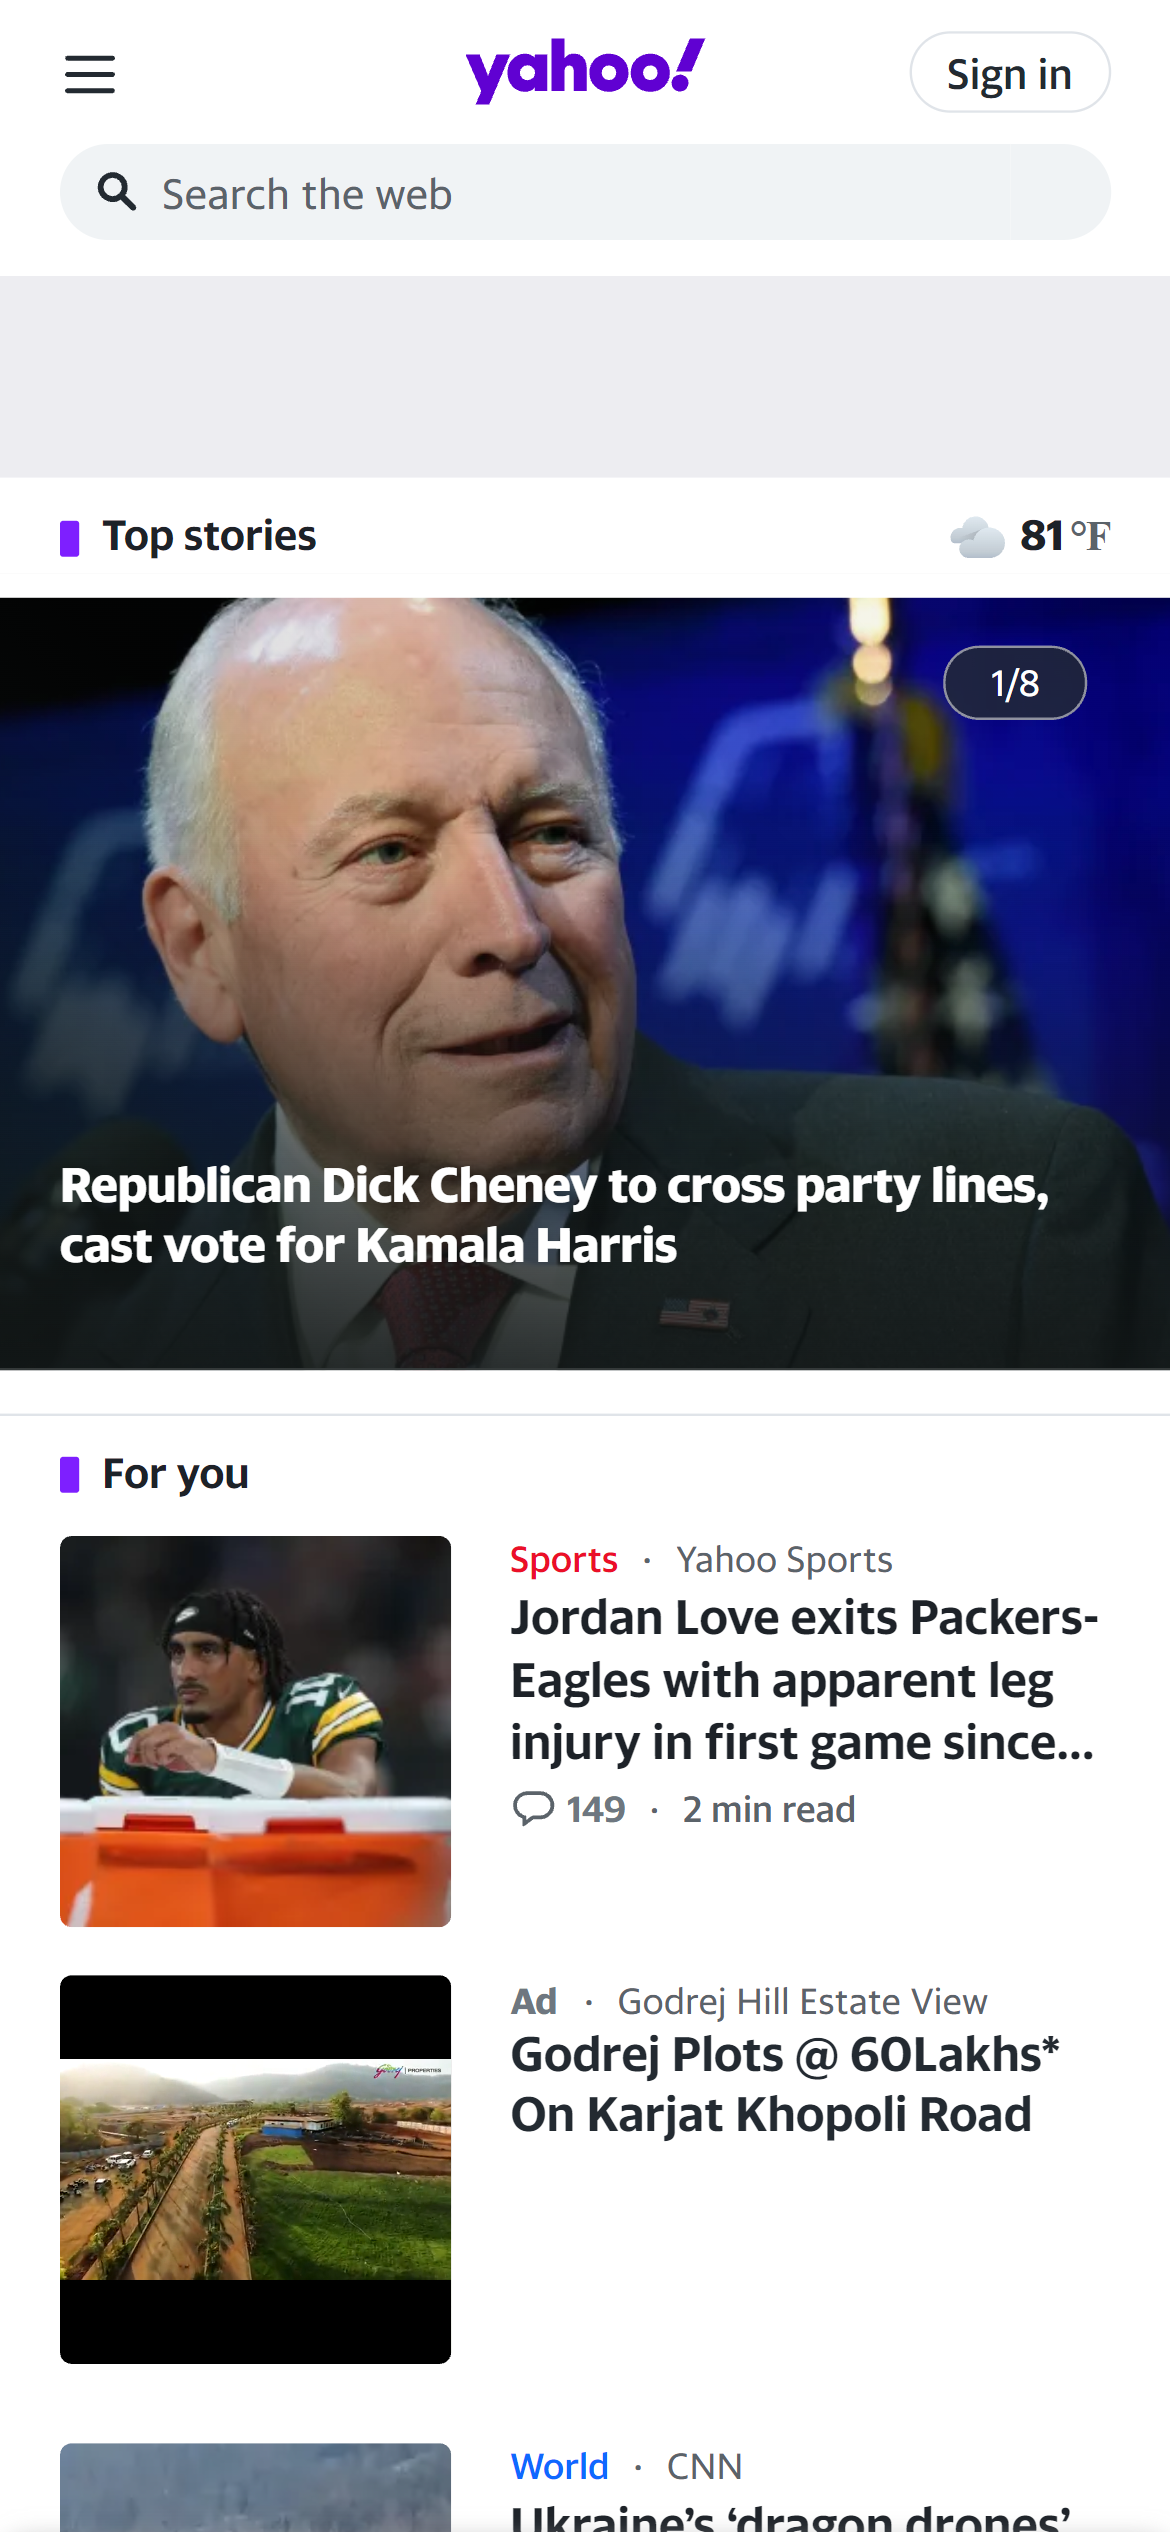 yahoo!
Sign in
Search the web
Top stories
81 °F
1/8
Republican Dick Cheney to cross party lines,
cast vote for Kamala Harris
For you
Sports · Yahoo Sports
Jordan Love exits Packers-
Eagles with apparent leg
injury in first game since...
149 · 2 min read
Ad · Godrej Hill Estate View
Godrej Plots @ 60Lakhs*
On Karjat Khopoli Road
Godrej | PROPERTIES
World · CNN
Ukraine's ‘dragon drones’